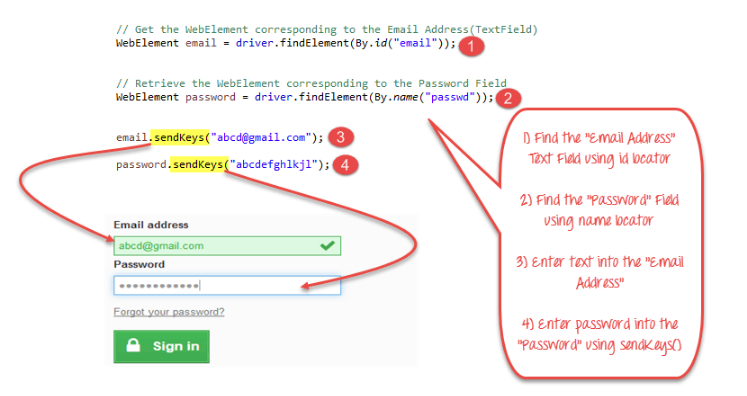 // Get the WebElement corresponding to the Email Address(TextField)
WebElement email = driver.findElement(By.id("email")); 1
// Retrieve the WebElement corresponding to the Password Field
WebElement password = driver.findElement(By.name("passwd")); 2
email.sendKeys("abcd@gmail.com"); 3
password.sendKeys("abcdefghlkjl"); 4
Email address
abcd@gmail.com
Password
••••••••••••
Forgot your password?
Sign in
1) Find the "Email Address"
Text Field using id locator
2) Find the "Password" Field
using name locator
3) Enter text into the "Email
Address"
4) Enter password into the
"Password" using sendkeys()